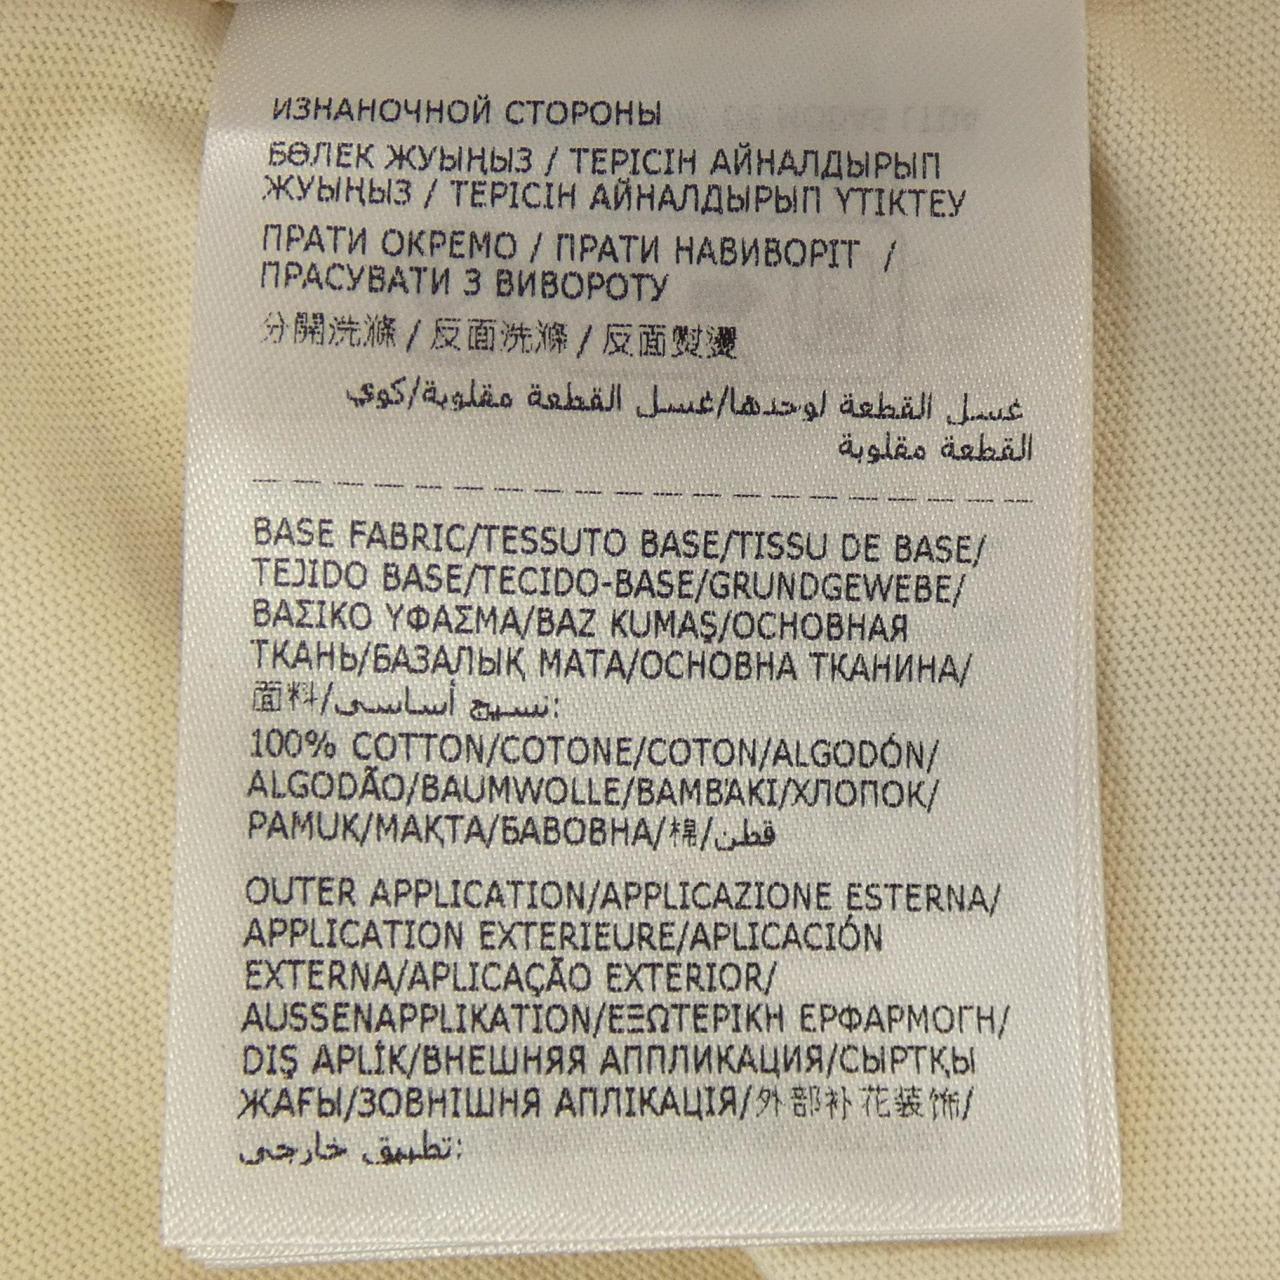 ИЗНАНОЧНОЙ СТОРОНЫ
БӨЛЕК ЖУЫҢЫЗ / ТЕРІСІН АЙНАЛДЫРЫП
ЖУЫҢЫЗ / ТЕРІСІН АЙНАЛДЫРЫП ҮТІКТЕУ
ПРАТИ ОКРЕМО / ПРАТИ НАВИВОРІТ /
ПРАСУВАТИ З ВИВОРОТУ
分開洗滌 / 反面洗滌 / 反面熨燙
غسل القطعة لوحدها/غسل القطعة مقلوبة/كوي
القطعة مقلوبة
BASE FABRIC/TESSUTO BASE/TISSU DE BASE/
TEJIDO BASE/TECIDO-BASE/GRUNDGEWEBE/
ΒΑΣΙΚΟ ΥΦΑΣΜΑ/BAZ KUMAŞ/ОСНОВНАЯ
ТКАНЬ/БАЗАЛЫҚ МАТА/ОСНОВНА ТКАНИНА/
面料/نسيج أساسى:
100% COTTON/COTONE/COTON/ALGODÓN/
ALGODÃO/BAUMWOLLE/ΒΑΜΒΆΚΙ/ХЛОПОК/
PAMUK/МАҚТА/БАВОВНА/棉/قطن
OUTER APPLICATION/APPLICAZIONE ESTERNA/
APPLICATION EXTERIEURE/APLICACIÓN
EXTERNA/APLICAÇÃO EXTERIOR/
AUSSENAPPLIKATION/ΕΞΩΤΕΡΙΚΗ ΕΡΦΑΡΜΟΓΗ/
DIŞ APLİK/ВНЕШНЯЯ АППЛИКАЦИЯ/СЫРТҚЫ
ЖАҒЫ/ЗОВНІШНЯ АПЛІКАЦІЯ/外部补花装饰/
تطبيق خارجى: